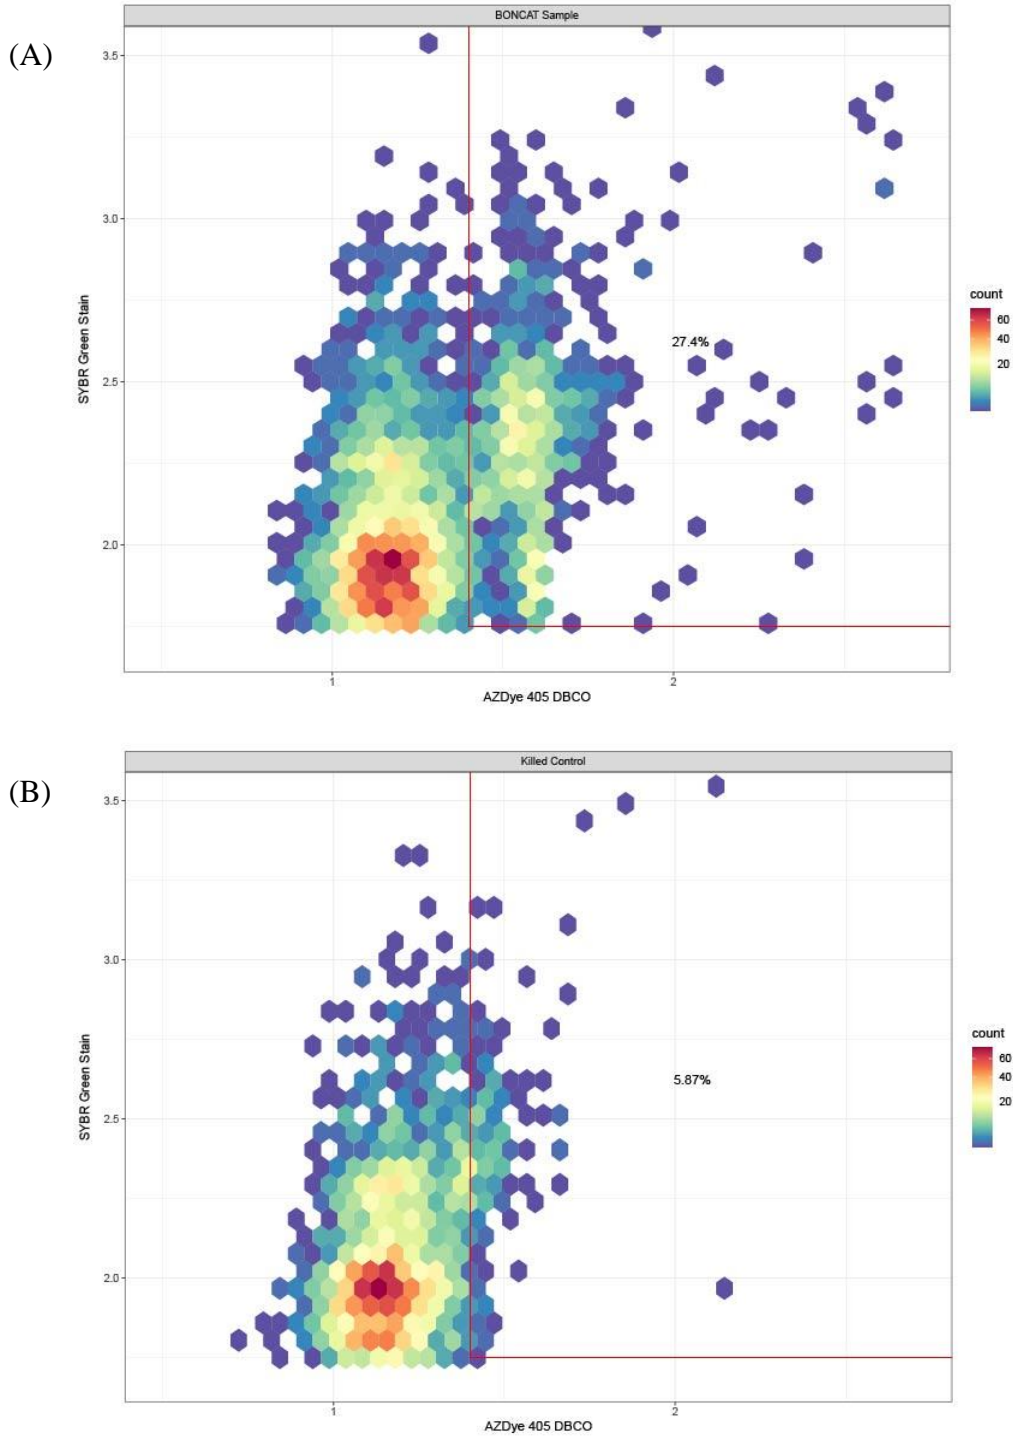 (A)
BONCAT Sample
3.5
3.0
2.5
2.0
SYBR Green Stain
27.4%
count
60
40
20
1 2
AZDye 405 DBCO
(B)
Killed Control
3.5
3.0
2.5
2.0
SYBR Green Stain
5.87%
count
60
40
20
1 2
AZDye 405 DBCO